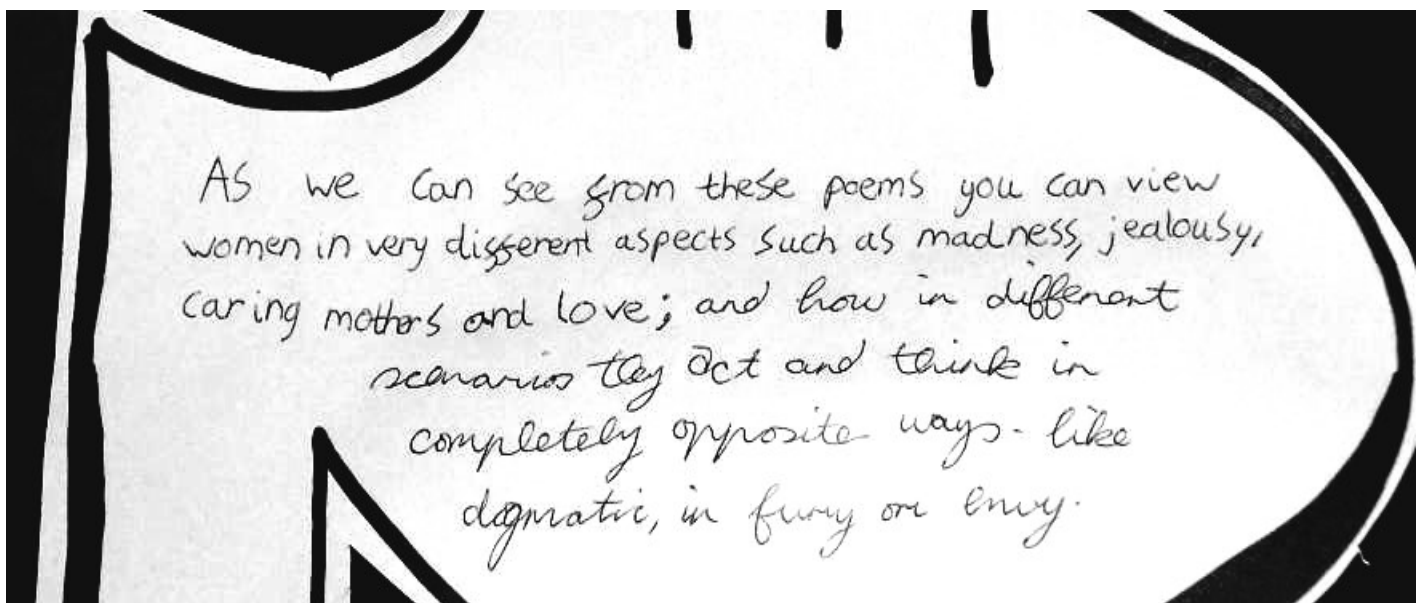 As we can see from these poems you can view
women in very different aspects such as madness, jealousy,
caring mothers and love; and how in different
scenarios they act and think in
completely opposite ways - like
dogmatic, in fury or envy.